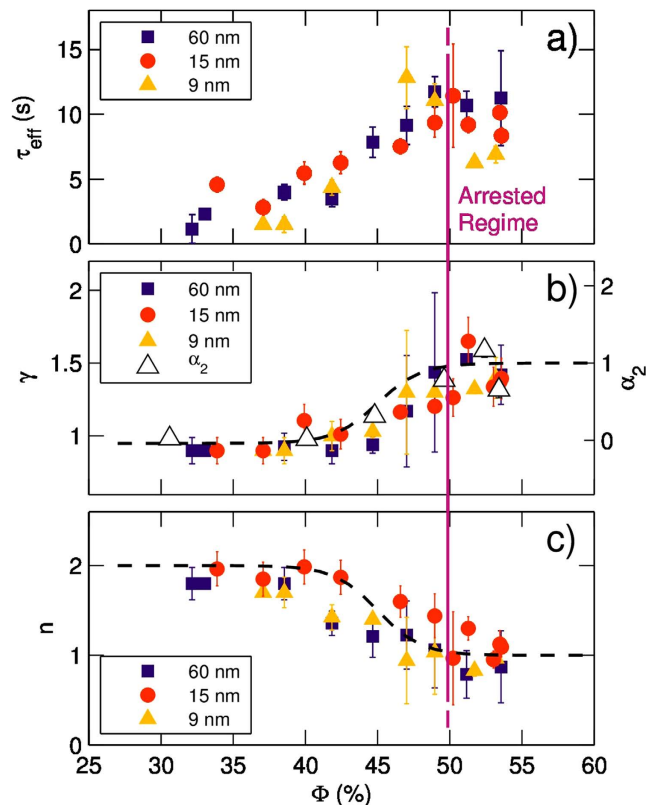 a)
60 nm
15 nm
9 nm
15
10
5
0
τeff (s)
Arrested
Regime
b)
60 nm
15 nm
9 nm
α2
2
1.5
1
γ
2
1
0
α2
c)
3
2
1
0
n
60 nm
15 nm
9 nm
25 30 35 40 45 50 55 60
Φ (%)